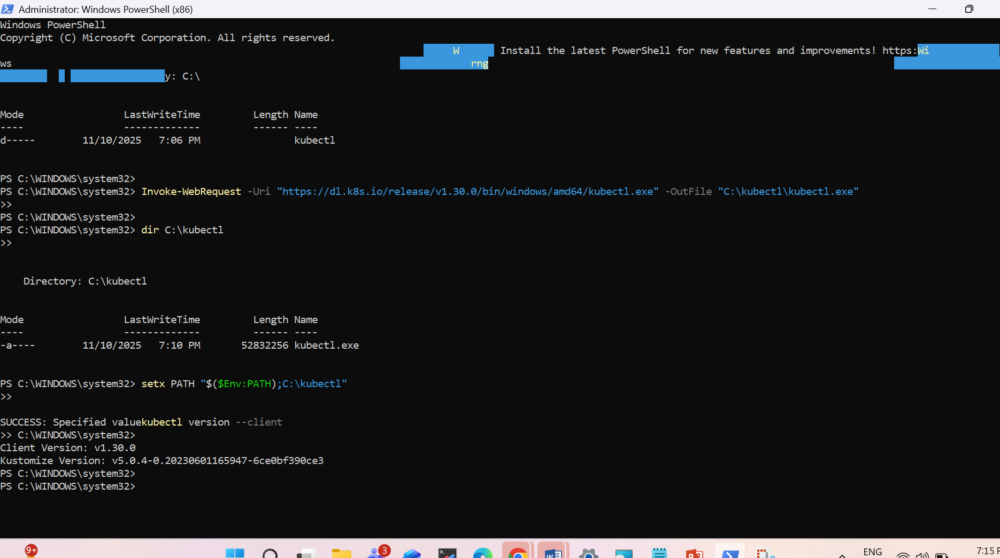 Administrator: Windows PowerShell (x86)
Windows PowerShell
Copyright (C) Microsoft Corporation. All rights reserved.
W Install the latest PowerShell for new features and improvements! https:Wi
ws rng
y: C:\
Mode LastWriteTime Length Name
---- ------------- ------ ----
d----- 11/10/2025 7:06 PM kubectl
PS C:\WINDOWS\system32>
PS C:\WINDOWS\system32> Invoke-WebRequest -Uri "https://dl.k8s.io/release/v1.30.0/bin/windows/amd64/kubectl.exe" -OutFile "C:\kubectl\kubectl.exe"
>>
PS C:\WINDOWS\system32>
PS C:\WINDOWS\system32> dir C:\kubectl
>>
Directory: C:\kubectl
Mode LastWriteTime Length Name
---- ------------- ------ ----
-a---- 11/10/2025 7:10 PM 52832256 kubectl.exe
PS C:\WINDOWS\system32> setx PATH "$($Env:PATH);C:\kubectl"
>>
SUCCESS: Specified valuekubectl version --client
>> C:\WINDOWS\system32>
Client Version: v1.30.0
Kustomize Version: v5.0.4-0.20230601165947-6ce0bf390ce3
PS C:\WINDOWS\system32>
PS C:\WINDOWS\system32>
9+
3
ENG
7:15 P